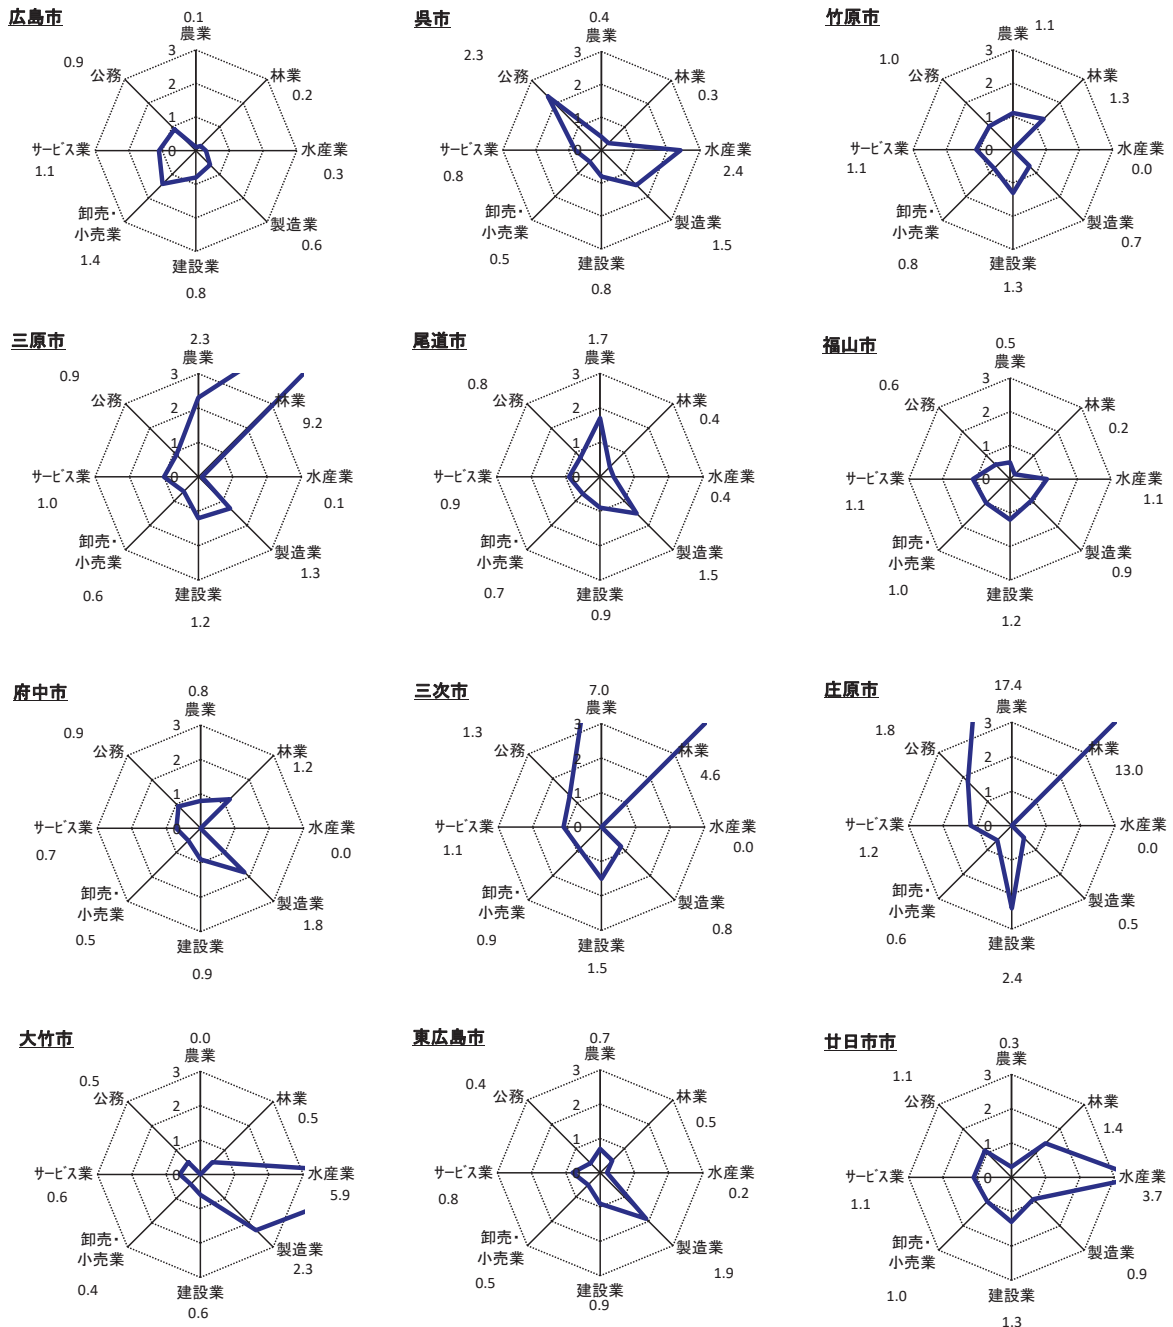 広島市
0.1
農業
3
2
1
0
林業
0.2
水産業
0.3
製造業
0.6
建設業
0.8
卸売・
小売業
1.4
サービス業
1.1
公務
0.9
呉市
0.4
農業
3
2
1
0
林業
0.3
水産業
2.4
製造業
1.5
建設業
0.8
卸売・
小売業
0.5
サービス業
0.8
公務
2.3
竹原市
1.1
農業
3
2
1
0
林業
1.3
水産業
0.0
製造業
0.7
建設業
1.3
卸売・
小売業
0.8
サービス業
1.1
公務
1.0
三原市
2.3
農業
3
2
1
0
林業
9.2
水産業
0.1
製造業
1.3
建設業
1.2
卸売・
小売業
0.6
サービス業
1.0
公務
0.9
尾道市
1.7
農業
3
2
1
0
林業
0.4
水産業
0.4
製造業
1.5
建設業
0.9
卸売・
小売業
0.7
サービス業
0.9
公務
0.8
福山市
0.5
農業
3
2
1
0
林業
0.2
水産業
1.1
製造業
0.9
建設業
1.2
卸売・
小売業
1.0
サービス業
1.1
公務
0.6
府中市
0.8
農業
3
2
1
0
林業
1.2
水産業
0.0
製造業
1.8
建設業
0.9
卸売・
小売業
0.5
サービス業
0.7
公務
0.9
三次市
7.0
農業
3
2
1
0
林業
4.6
水産業
0.0
製造業
0.8
建設業
1.5
卸売・
小売業
0.9
サービス業
1.1
公務
1.3
庄原市
17.4
農業
3
2
1
0
林業
13.0
水産業
0.0
製造業
0.5
建設業
2.4
卸売・
小売業
0.6
サービス業
1.2
公務
1.8
大竹市
0.0
農業
3
2
1
0
林業
0.5
水産業
5.9
製造業
2.3
建設業
0.6
卸売・
小売業
0.4
サービス業
0.6
公務
0.5
東広島市
0.7
農業
3
2
1
0
林業
0.5
水産業
0.2
製造業
1.9
建設業
0.9
卸売・
小売業
0.5
サービス業
0.8
公務
0.4
廿日市市
0.3
農業
3
2
1
0
林業
1.4
水産業
3.7
製造業
0.9
建設業
1.3
卸売・
小売業
1.0
サービス業
1.1
公務
1.1